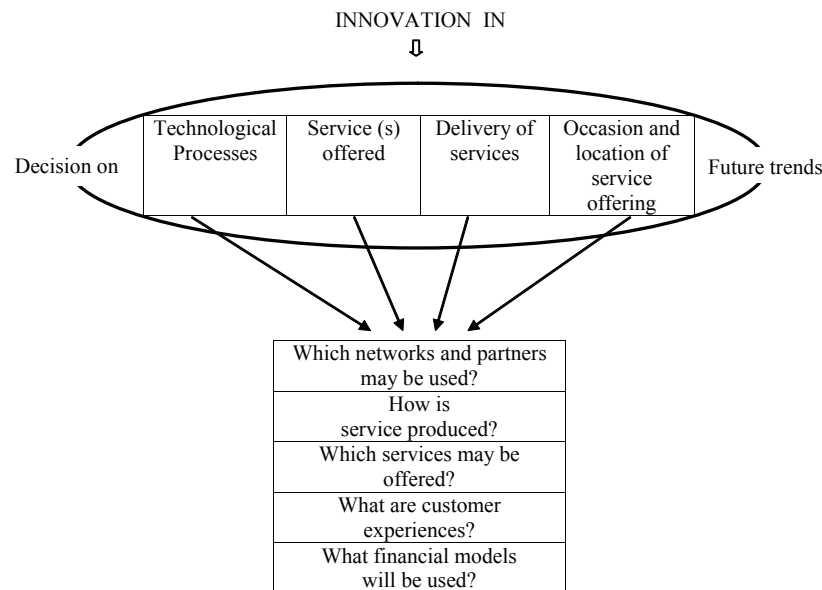 INNOVATION IN
Technological
Processes
Service (s)
offered
Delivery of
services
Occasion and
location of
service
offering
Decision on
Future trends
Which networks and partners
may be used?
How is
service produced?
Which services may be
offered?
What are customer
experiences?
What financial models
will be used?